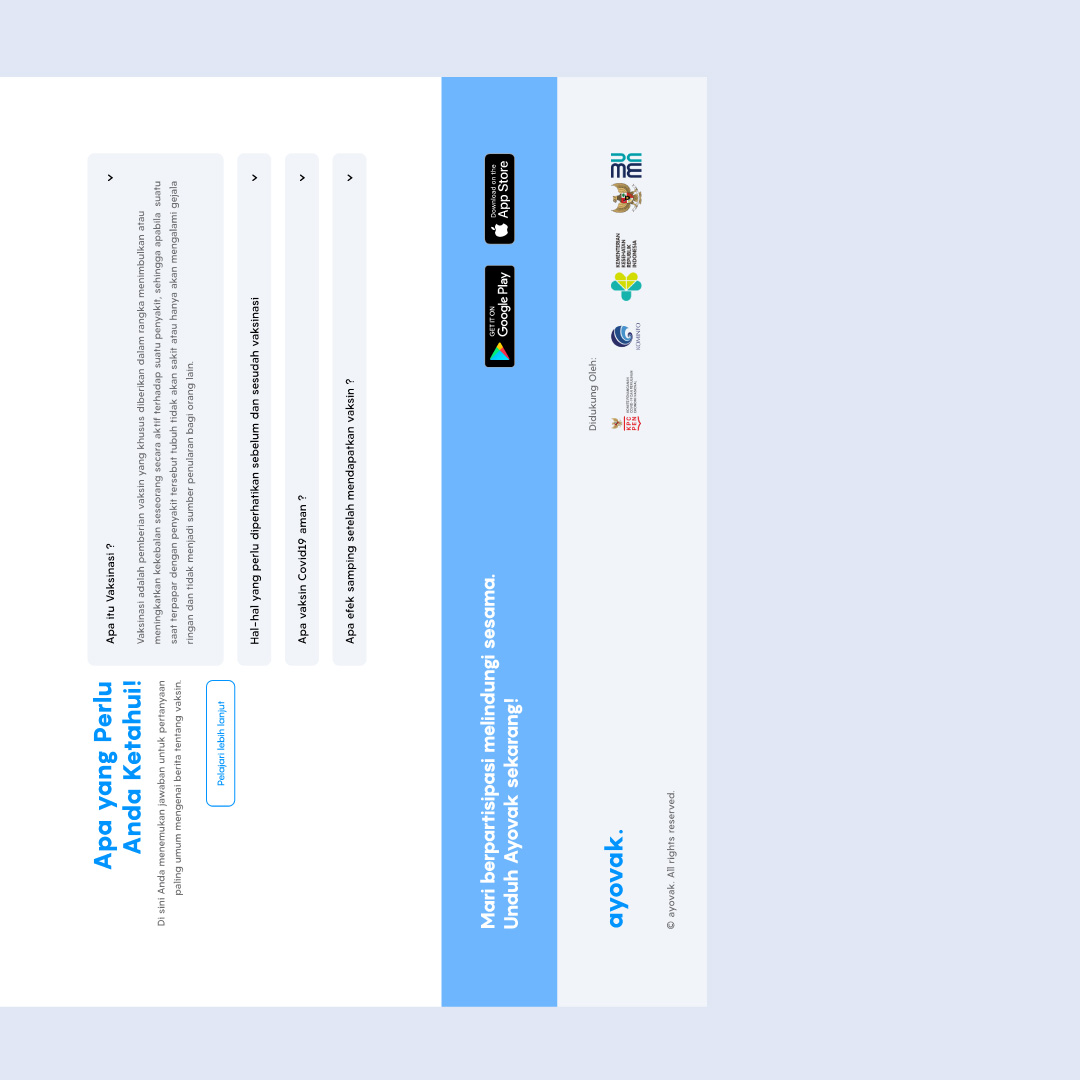 Apa yang Perlu
Anda Ketahui!
Di sini Anda menemukan jawaban untuk pertanyaan
paling umum mengenai berita tentang vaksin.
Pelajari lebih lanjut
Apa itu Vaksinasi ?
Vaksinasi adalah pemberian vaksin yang khusus diberikan dalam rangka menimbulkan atau
meningkatkan kekebalan seseorang secara aktif terhadap suatu penyakit, sehingga apabila suatu
saat terpapar dengan penyakit tersebut tubuh tidak akan sakit atau hanya akan mengalami gejala
ringan dan tidak menjadi sumber penularan bagi orang lain.
Hal-hal yang perlu diperhatikan sebelum dan sesudah vaksinasi
Apa vaksin Covid19 aman ?
Apa efek samping setelah mendapatkan vaksin ?
Mari berpartisipasi melindungi sesama.
Unduh Ayovak sekarang!
GET IT ON
Google Play
Download on the
App Store
ayovak.
© ayovak. All rights reserved.
Didukung Oleh:
KPC
PEN
KOMINFO
KEMENTERIAN
KESEHATAN
REPUBLIK
INDONESIA
BUMN